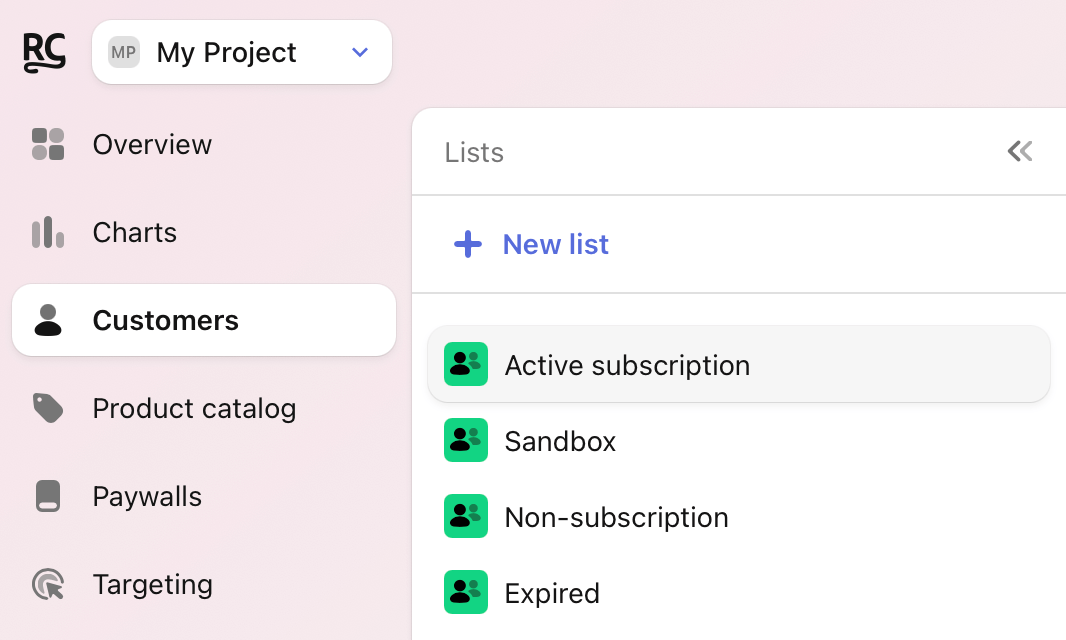 RC
MP My Project
Overview
Charts
Customers
Product catalog
Paywalls
Targeting
Lists
New list
Active subscription
Sandbox
Non-subscription
Expired